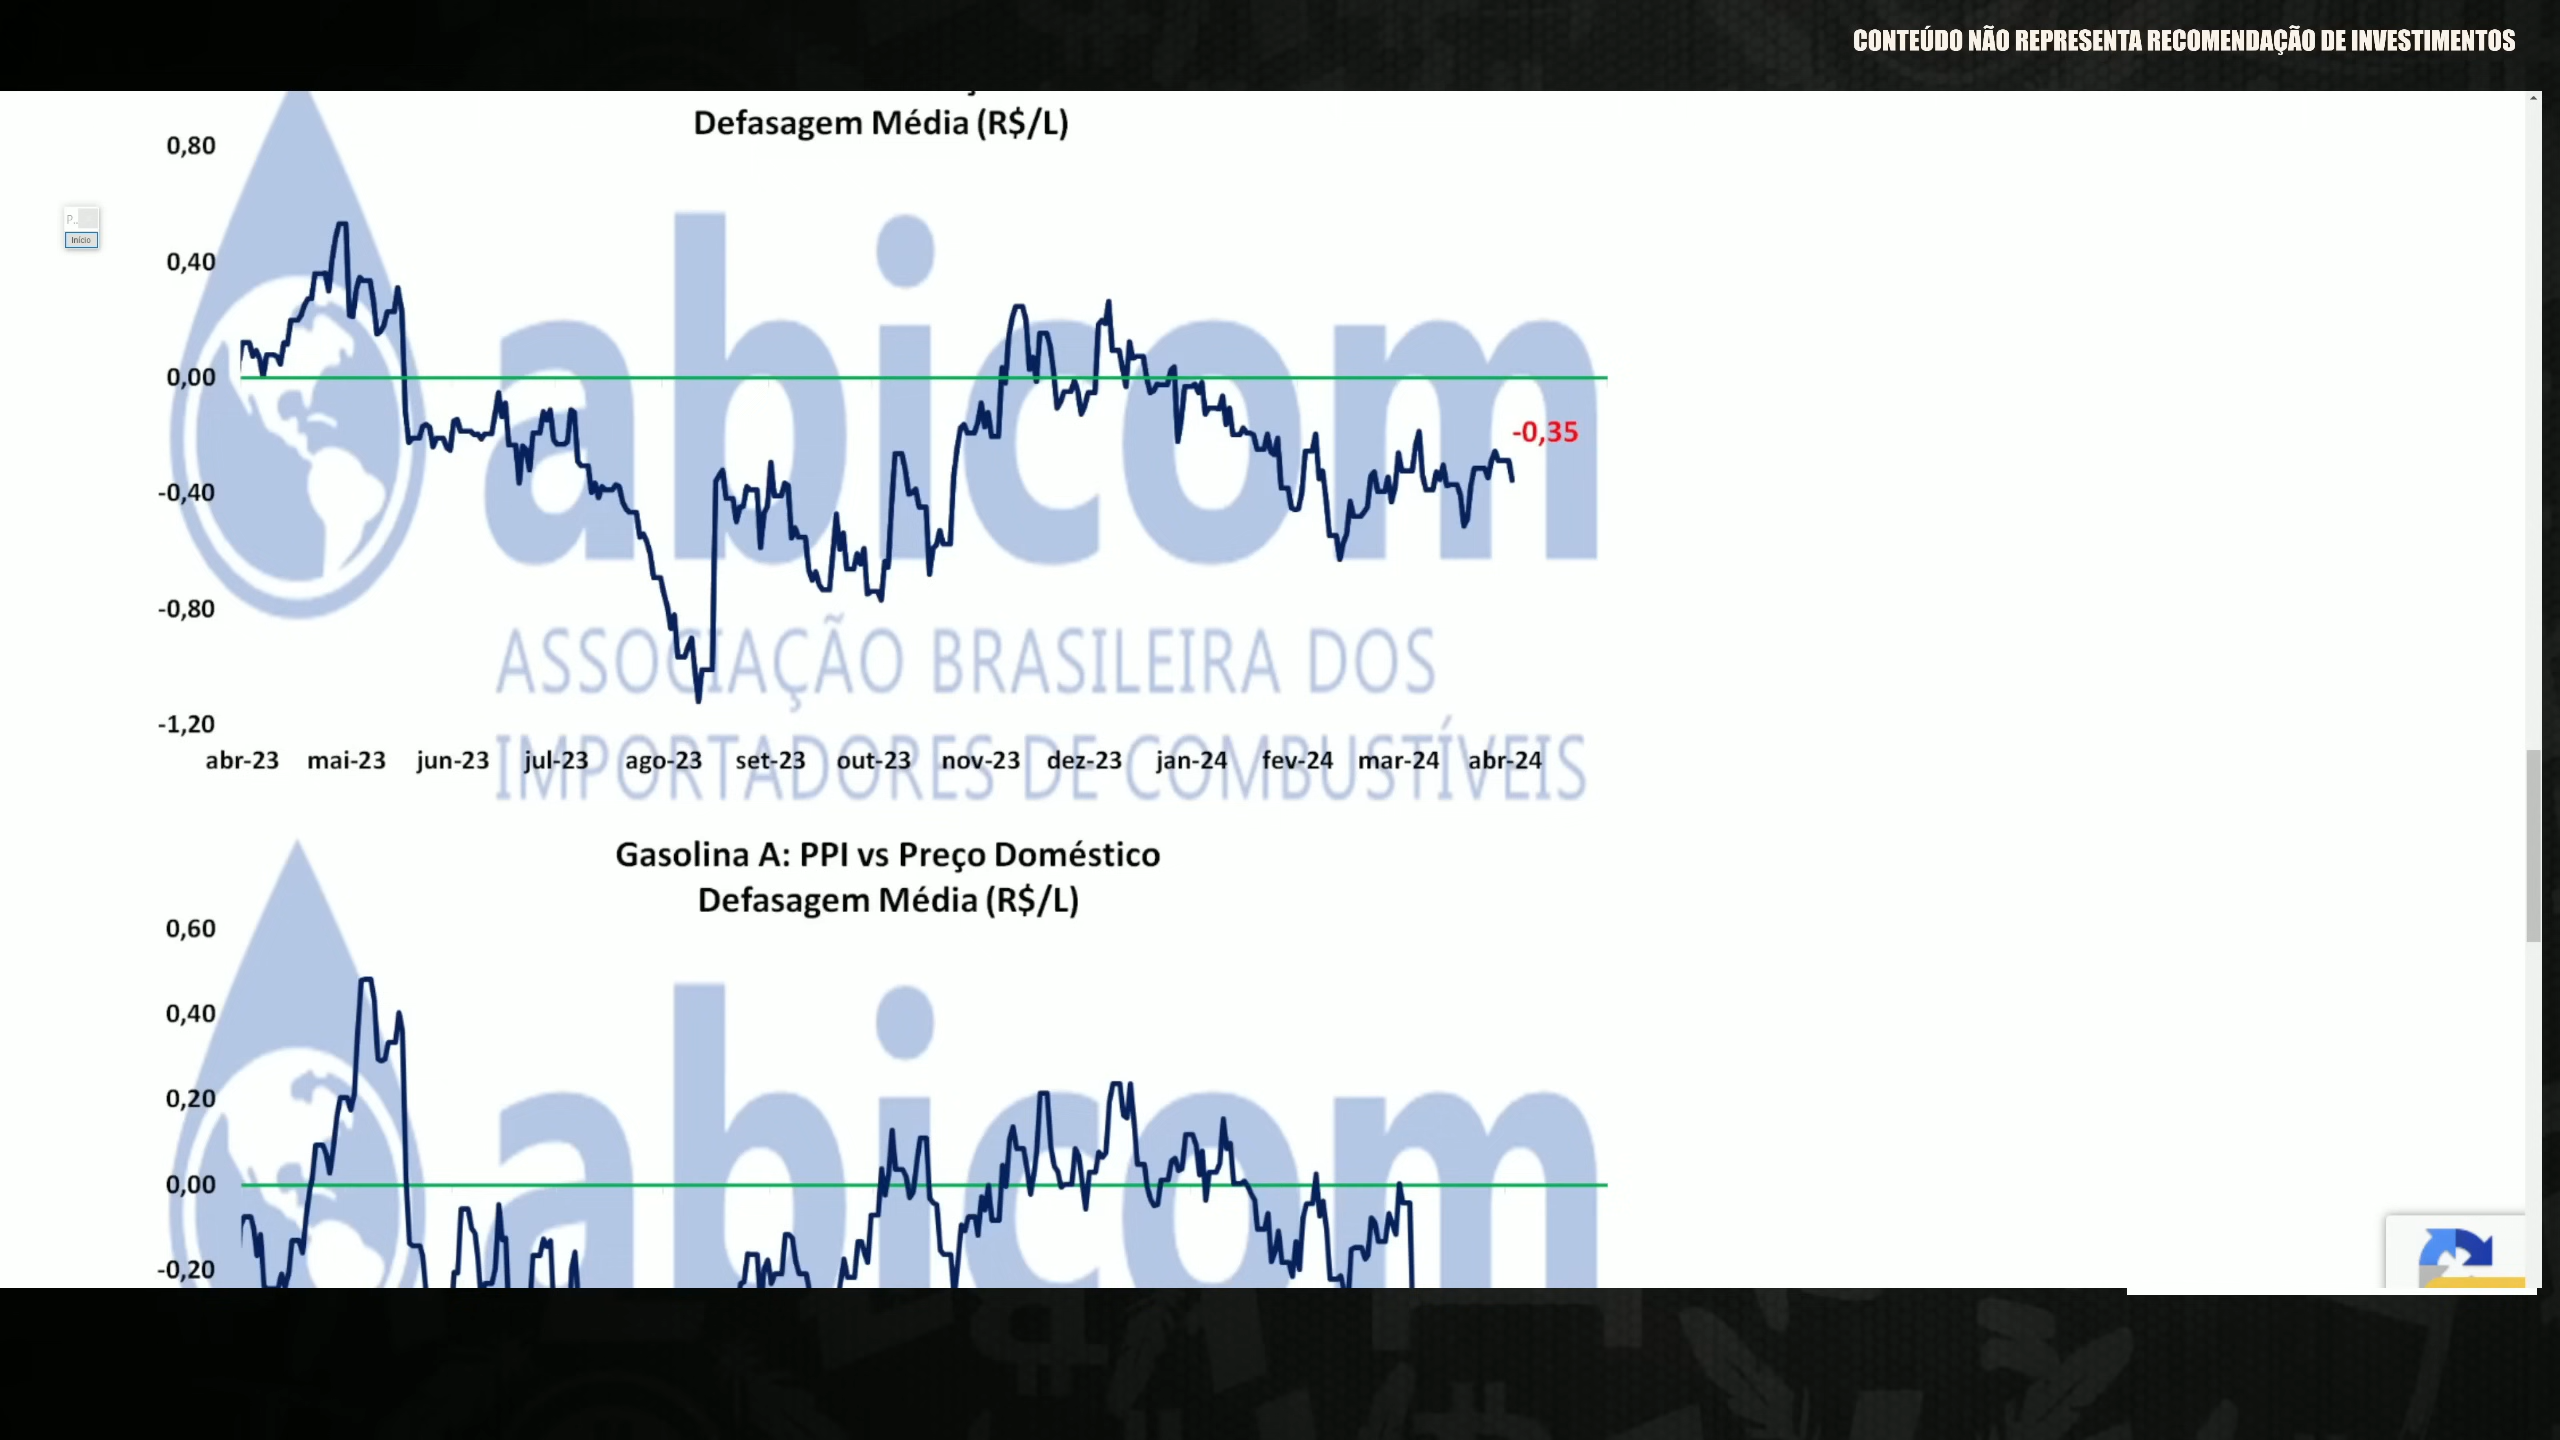 CONTEÚDO NÃO REPRESENTA RECOMENDAÇÃO DE INVESTIMENTOS
Defasagem Média (R$/L)
0,80
P..
Início
0,40
0,00
-0,35
-0,40
-0,80
-1,20
abicom
ASSOCIAÇÃO BRASILEIRA DOS
IMPORTADORES DE COMBUSTÍVEIS
abr-23 mai-23 jun-23 jul-23 ago-23 set-23 out-23 nov-23 dez-23 jan-24 fev-24 mar-24 abr-24
Gasolina A: PPI vs Preço Doméstico
Defasagem Média (R$/L)
0,60
0,40
0,20
0,00
-0,20
abicom